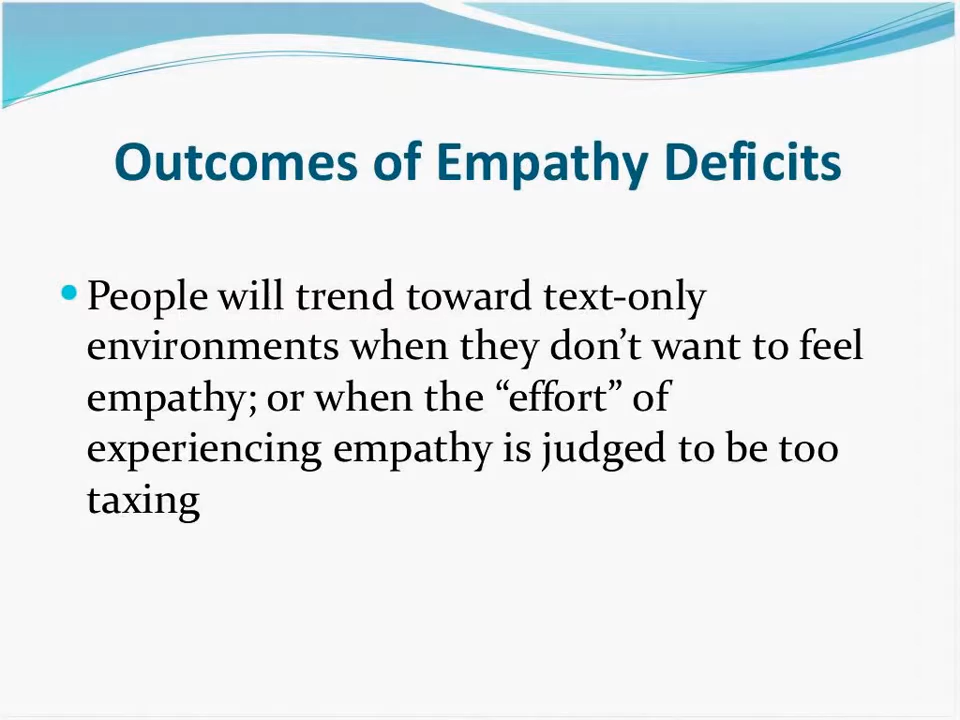 Outcomes of Empathy Deficits
• People will trend toward text-only
environments when they don’t want to feel
empathy; or when the “effort” of
experiencing empathy is judged to be too
taxing